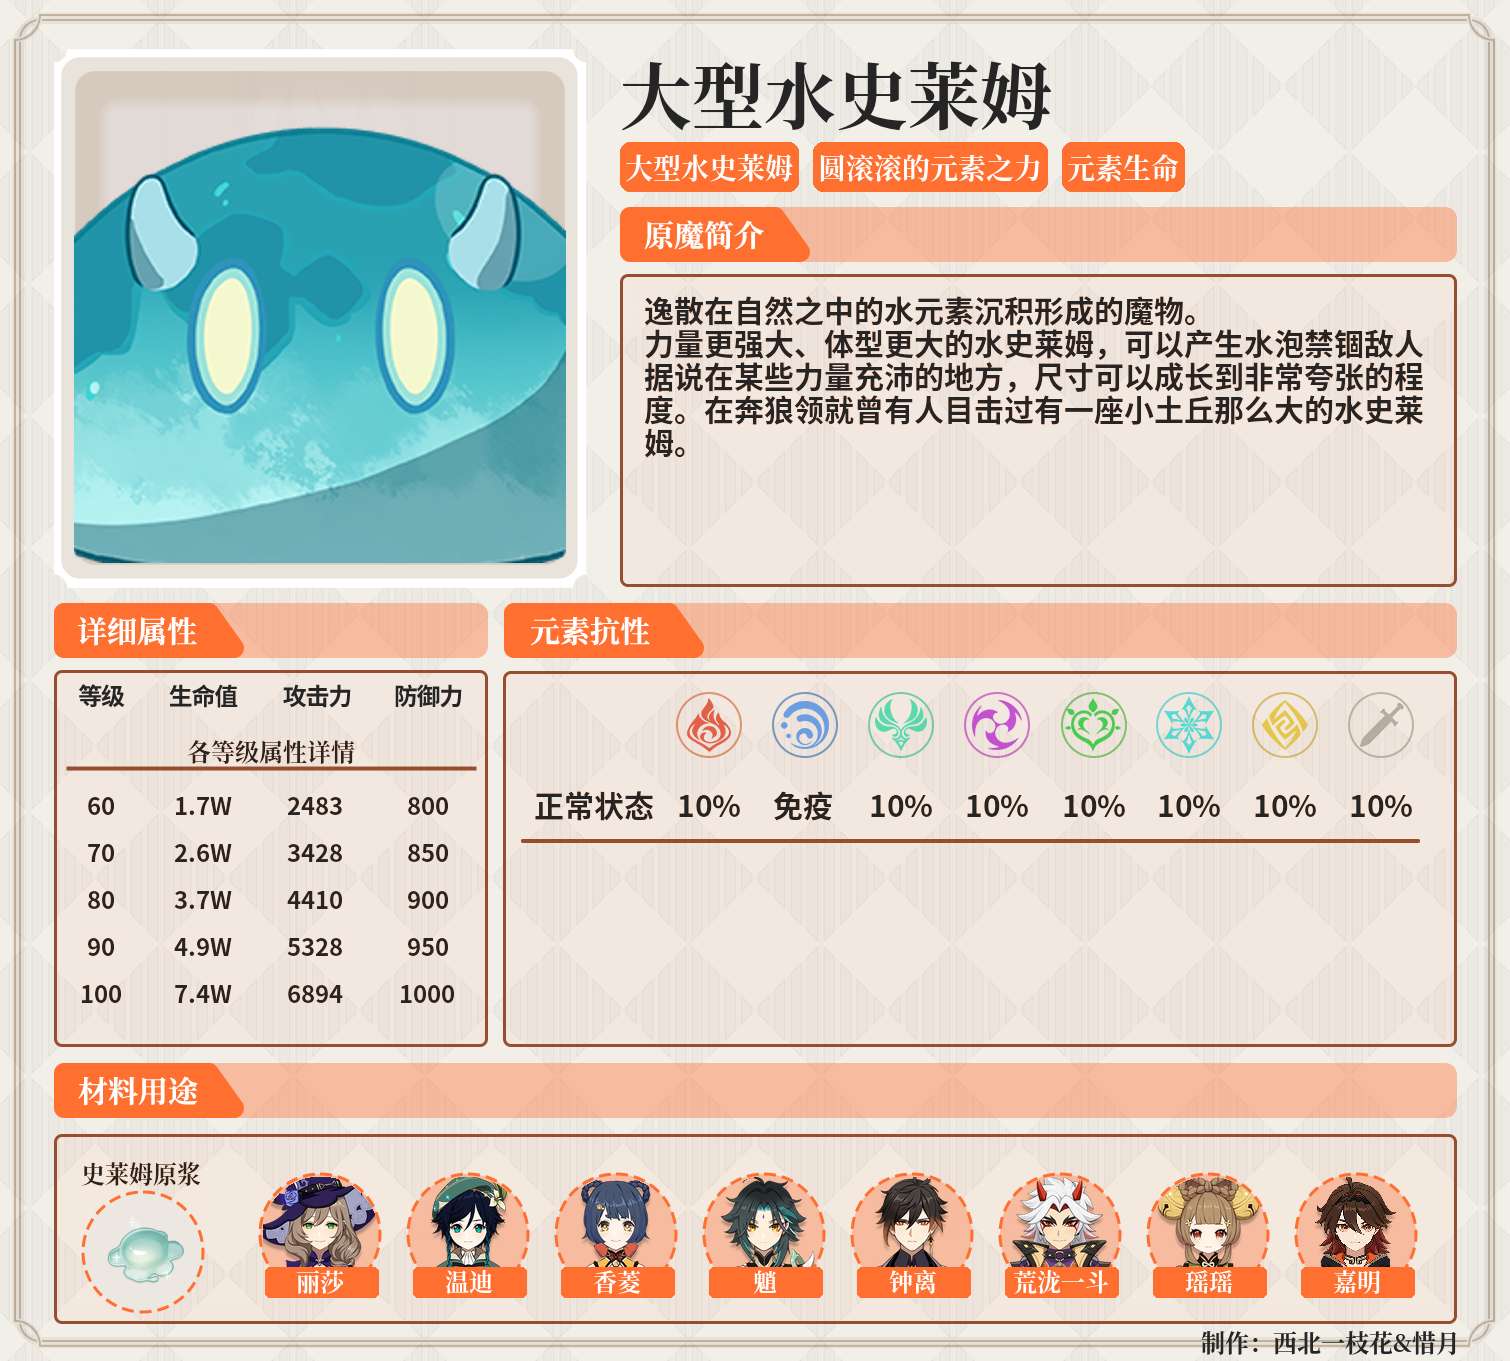 大型水史莱姆
大型水史莱姆 圆滚滚的元素之力 元素生命
原魔简介
逸散在自然之中的水元素沉积形成的魔物。
力量更强大、体型更大的水史莱姆，可以产生水泡禁锢敌人
据说在某些力量充沛的地方，尺寸可以成长到非常夸张的程
度。在奔狼领就曾有人目击过有一座小土丘那么大的水史莱
姆。
详细属性
等级 生命值 攻击力 防御力
各等级属性详情
60 1.7W 2483 800
70 2.6W 3428 850
80 3.7W 4410 900
90 4.9W 5328 950
100 7.4W 6894 1000
元素抗性
正常状态 10% 免疫 10% 10% 10% 10% 10% 10%
材料用途
史莱姆原浆
丽莎 温迪 香菱 魈 钟离 荒泷一斗 瑶瑶 嘉明
制作：西北一枝花&惜月